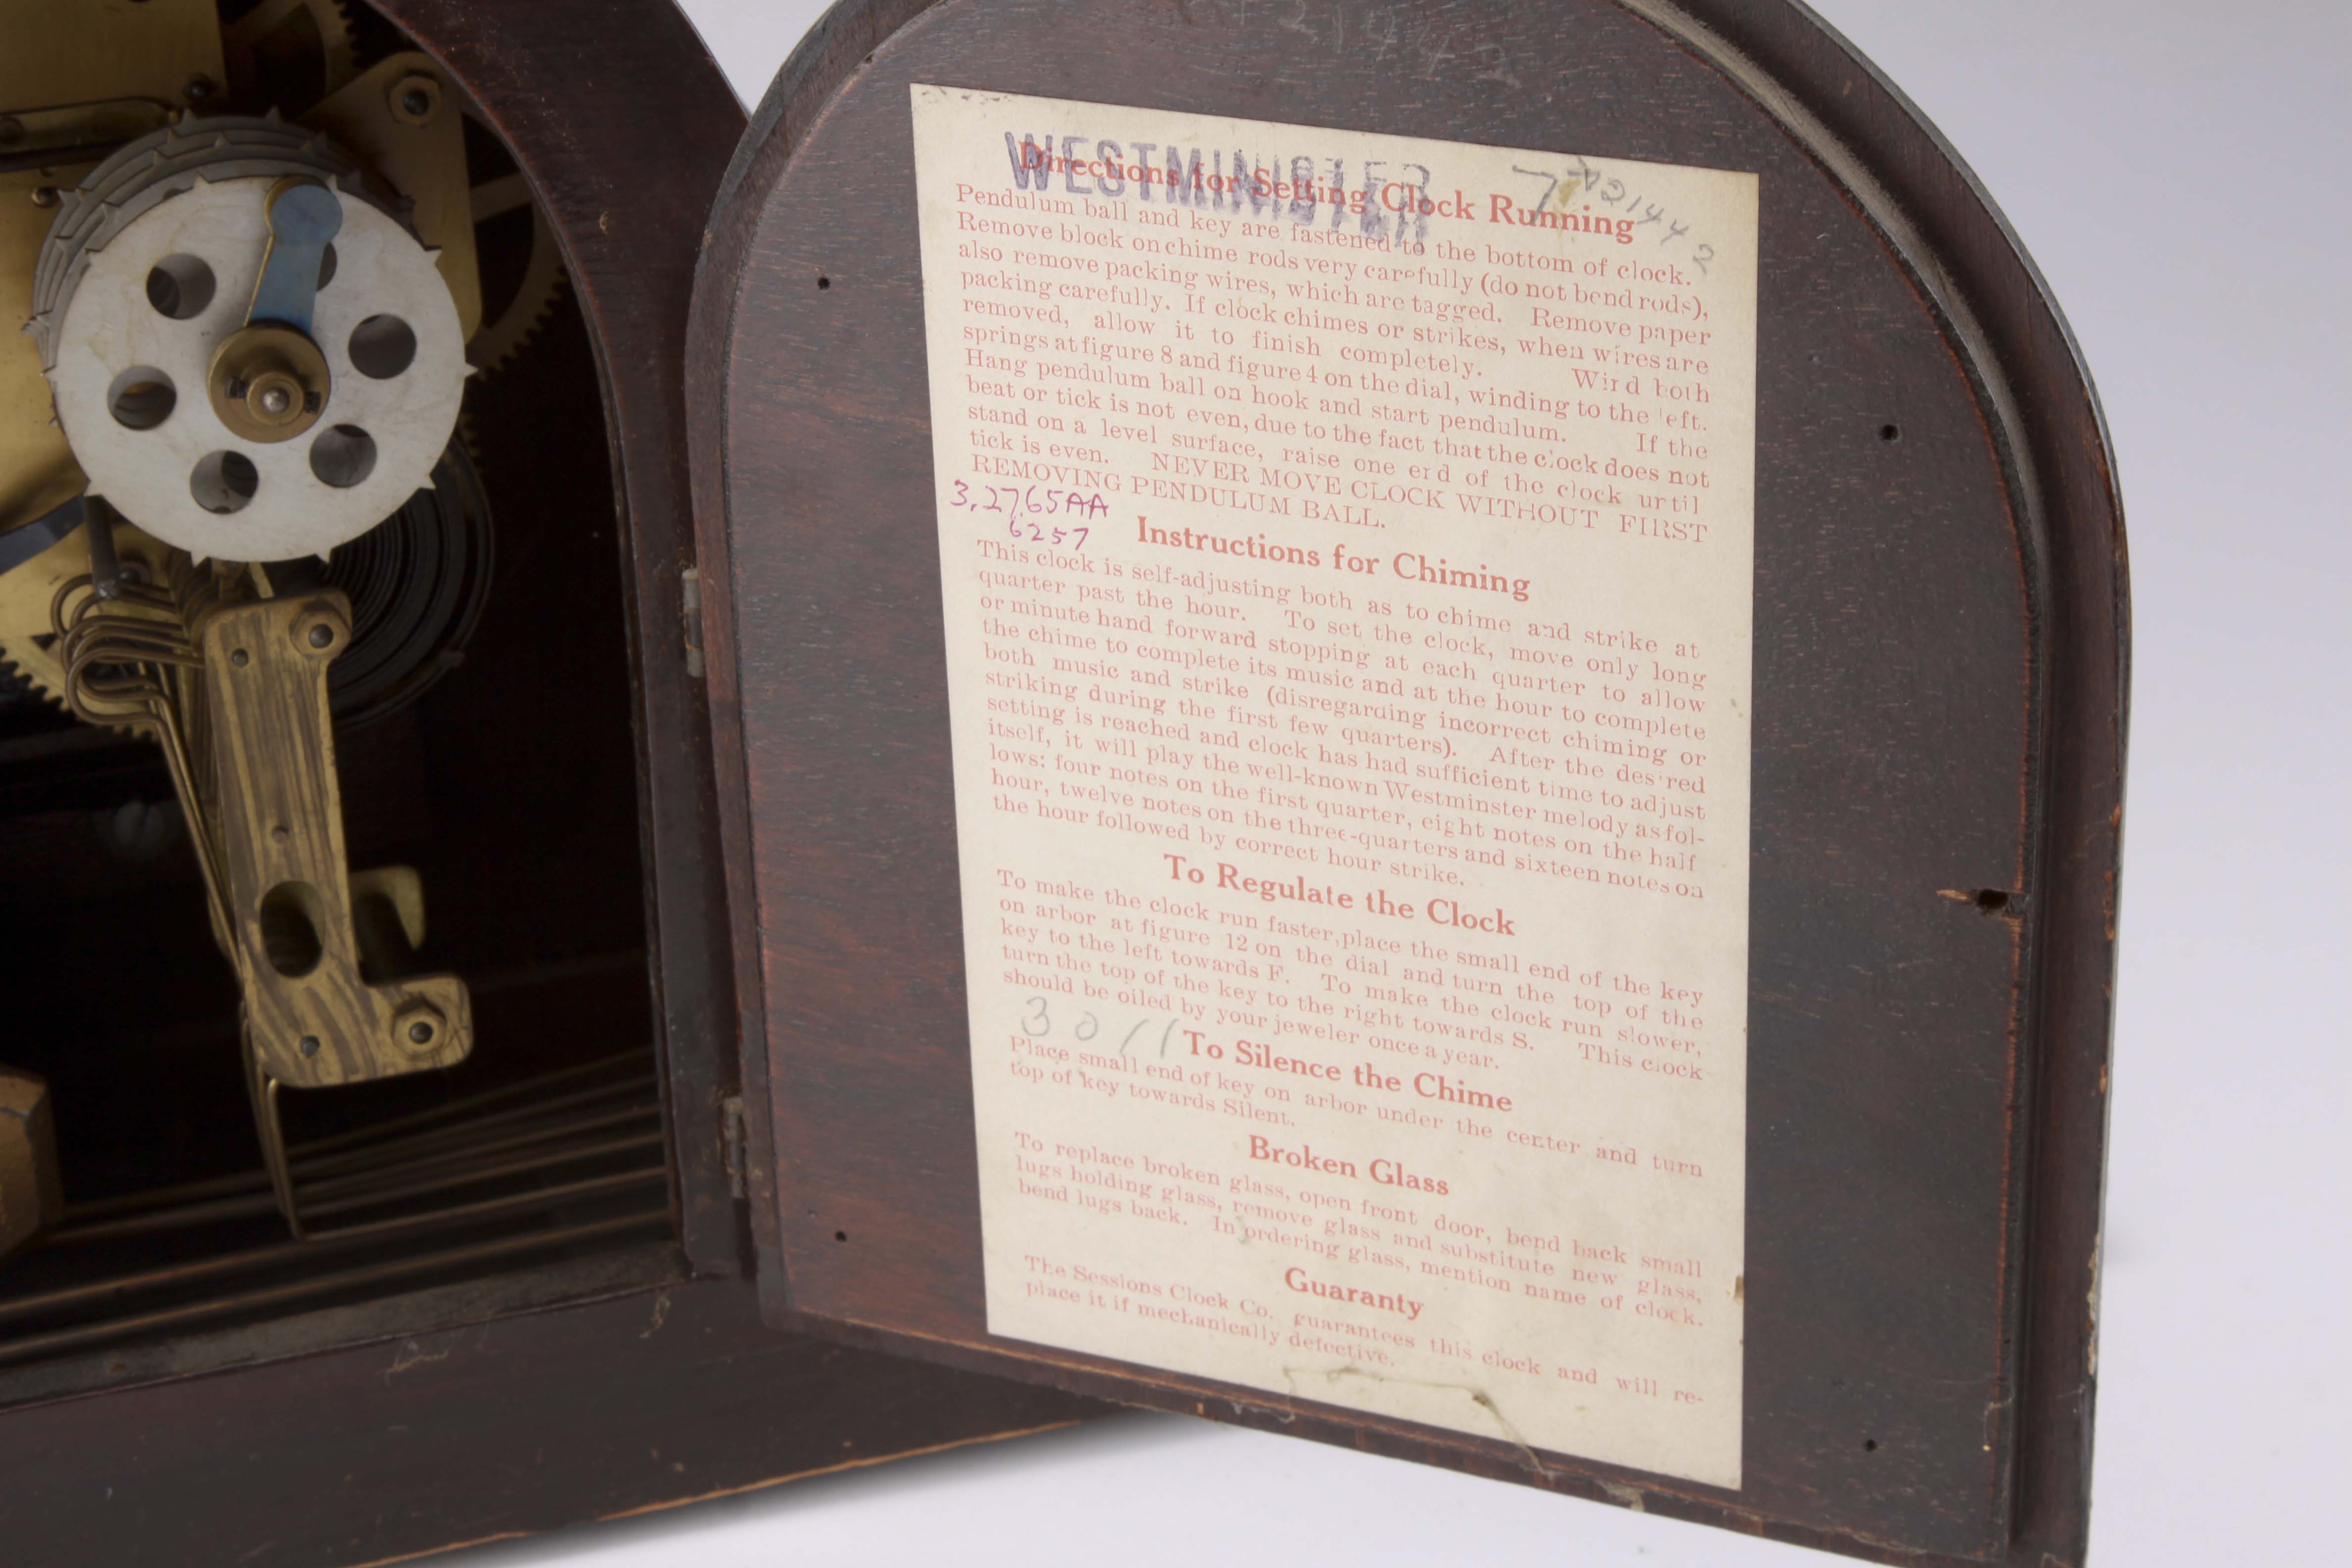 21442
WESTMINSTER
21442
Directions for Setting Clock Running
Pendulum ball and key are fastened to the bottom of clock.
Remove block on chime rods very carefully (do not bend rods),
also remove packing wires, which are tagged. Remove paper
packing carefully. If clock chimes or strikes, when wires are
removed, allow it to finish completely. Wind both
springs at figure 8 and figure 4 on the dial, winding to the left.
Hang pendulum ball on hook and start pendulum. If the
beat or tick is not even, due to the fact that the clock does not
stand on a level surface, raise one end of the clock until
tick is even. NEVER MOVE CLOCK WITHOUT FIRST
REMOVING PENDULUM BALL.
3,27,65AA
6257
Instructions for Chiming
This clock is self-adjusting both as to chime and strike at
quarter past the hour. To set the clock, move only long
or minute hand forward stopping at each quarter to allow
the chime to complete its music and at the hour to complete
both music and strike (disregarding incorrect chiming or
striking during the first few quarters). After the desired
setting is reached and clock has had sufficient time to adjust
itself, it will play the well-known Westminster melody as fol-
lows: four notes on the first quarter, eight notes on the half
hour, twelve notes on the three-quarters and sixteen notes on
the hour followed by correct hour strike.
To Regulate the Clock
To make the clock run faster, place the small end of the key
on arbor at figure 12 on the dial and turn the top of the
key to the left towards F. To make the clock run slower,
turn the top of the key to the right towards S. This clock
should be oiled by your jeweler once a year.
3011
To Silence the Chime
Place small end of key on arbor under the center and turn
top of key towards Silent.
Broken Glass
To replace broken glass, open front door, bend back small
lugs holding glass, remove glass and substitute new glass,
bend lugs back. In ordering glass, mention name of clock.
Guaranty
The Sessions Clock Co. guarantees this clock and will re-
place it if mechanically defective.